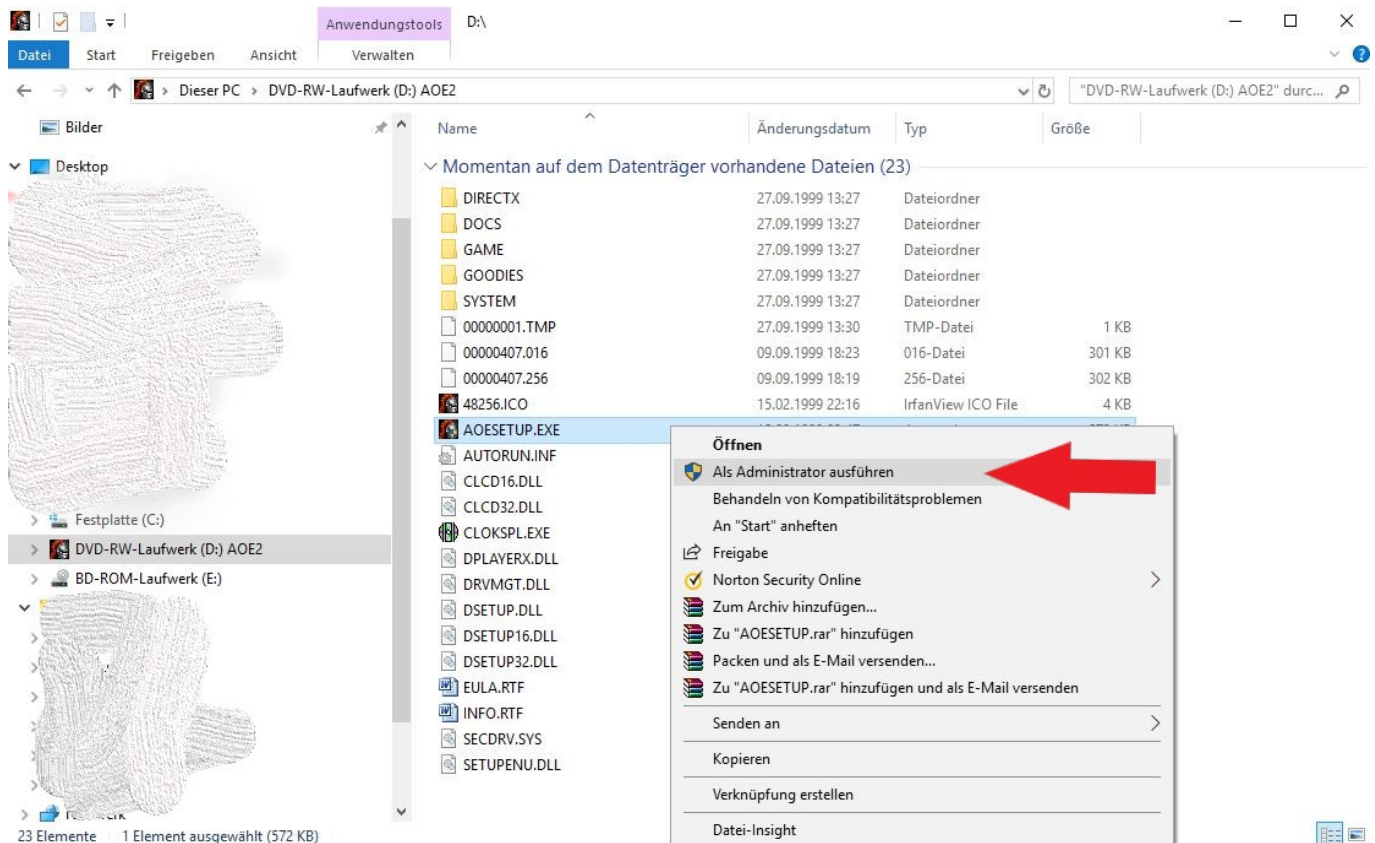 Anwendungstools D:\
Datei Start Freigeben Ansicht Verwalten
Dieser PC > DVD-RW-Laufwerk (D:) AOE2 "DVD-RW-Laufwerk (D:) AOE2" durc...
Bilder
Desktop
Festplatte (C:)
DVD-RW-Laufwerk (D:) AOE2
BD-ROM-Laufwerk (E:)
Name Änderungsdatum Typ Größe
Momentan auf dem Datenträger vorhandene Dateien (23)
DIRECTX 27.09.1999 13:27 Dateiordner
DOCS 27.09.1999 13:27 Dateiordner
GAME 27.09.1999 13:27 Dateiordner
GOODIES 27.09.1999 13:27 Dateiordner
SYSTEM 27.09.1999 13:27 Dateiordner
00000001.TMP 27.09.1999 13:30 TMP-Datei 1 KB
00000407.016 09.09.1999 18:23 016-Datei 301 KB
00000407.256 09.09.1999 18:19 256-Datei 302 KB
48256.ICO 15.02.1999 22:16 IrfanView ICO File 4 KB
AOESETUP.EXE
AUTORUN.INF
CLCD16.DLL
CLCD32.DLL
CLOKSPL.EXE
DPLAYERX.DLL
DRVMGT.DLL
DSETUP.DLL
DSETUP16.DLL
DSETUP32.DLL
EULA.RTF
INFO.RTF
SECDRV.SYS
SETUPENU.DLL
Öffnen
Als Administrator ausführen
Behandeln von Kompatibilitätsproblemen
An "Start" anheften
Freigabe
Norton Security Online
Zum Archiv hinzufügen...
Zu "AOESETUP.rar" hinzufügen
Packen und als E-Mail versenden...
Zu "AOESETUP.rar" hinzufügen und als E-Mail versenden
Senden an
Kopieren
Verknüpfung erstellen
Datei-Insight
23 Elemente 1 Element ausgewählt (572 KB)